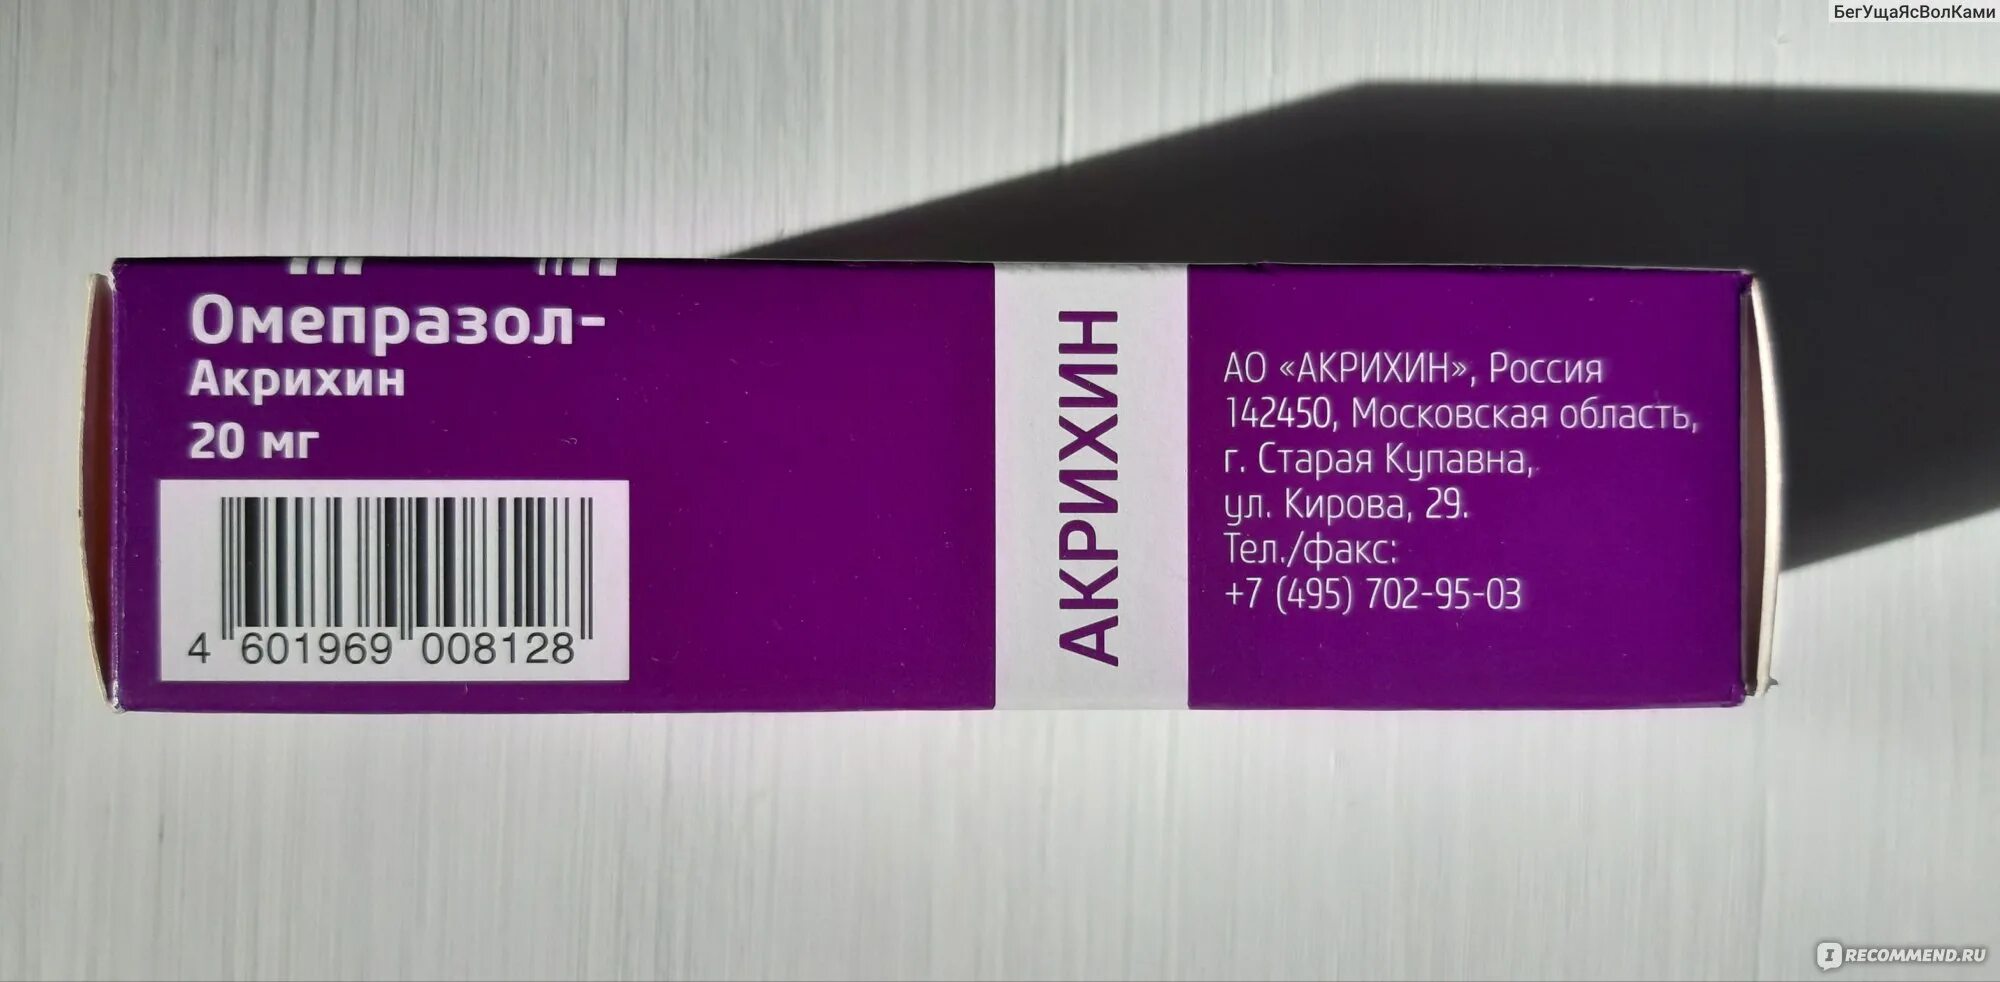 БегУщаЯсВолКами
Омепразол-
Акрихин
20 мг
4 601969 008128
АКРИХИН
АО «АКРИХИН», Россия
142450, Московская область,
г. Старая Купавна,
ул. Кирова, 29.
Тел./факс:
+7 (495) 702-95-03
IRECOMMEND.RU